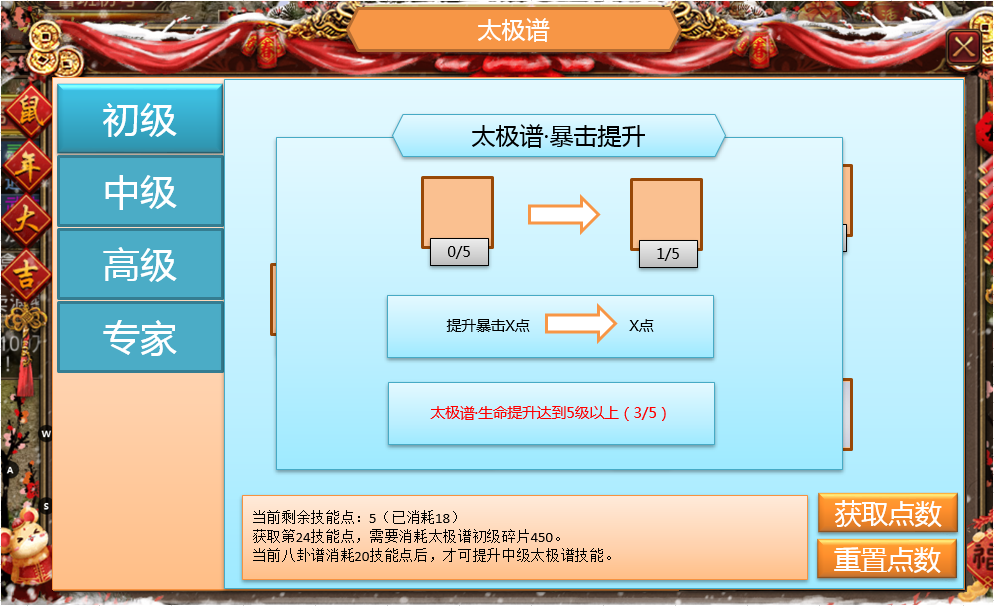 太极谱
鼠
年
大
吉
初级
中级
高级
专家
太极谱·暴击提升
0/5
1/5
提升暴击X点
X点
太极谱·生命提升达到5级以上（3/5）
当前剩余技能点：5（已消耗18）
获取第24技能点，需要消耗太极谱初级碎片450。
当前八卦谱消耗20技能点后，才可提升中级太极谱技能。
获取点数
重置点数
W
A
S
福